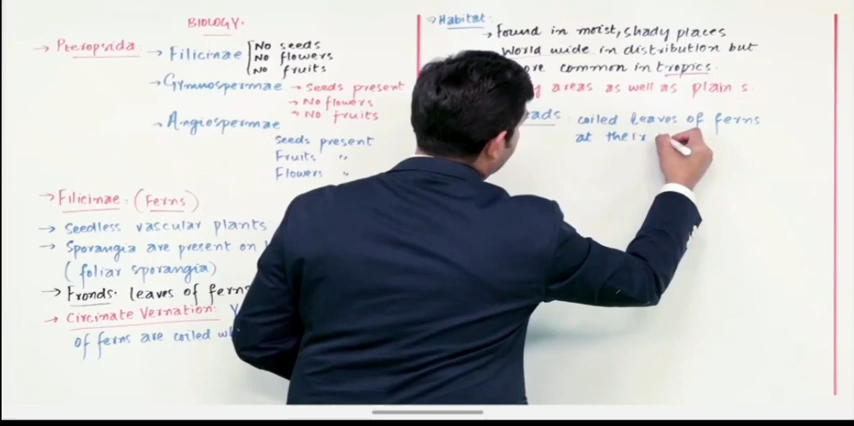 BIOLOGY.
→ Pteropsida → Filicinae [No seeds
No flowers
No fruits
→ Gymnospermae → Seeds present
→ No flowers
→ No fruits
→ Angiospermae
Seeds present
Fruits "
Flowers "
→ Filicinae: (Ferns)
→ Seedless vascular plants
→ Sporangia are present on
(foliar sporangia)
→ Fronds. leaves of fern
→ Circinate Vernation:
of ferns are coiled
Habitat:
→ Found in moist, shady places
World wide in distribution but
common in tropics.
areas as well as plain s.
coiled leaves of ferns
at their